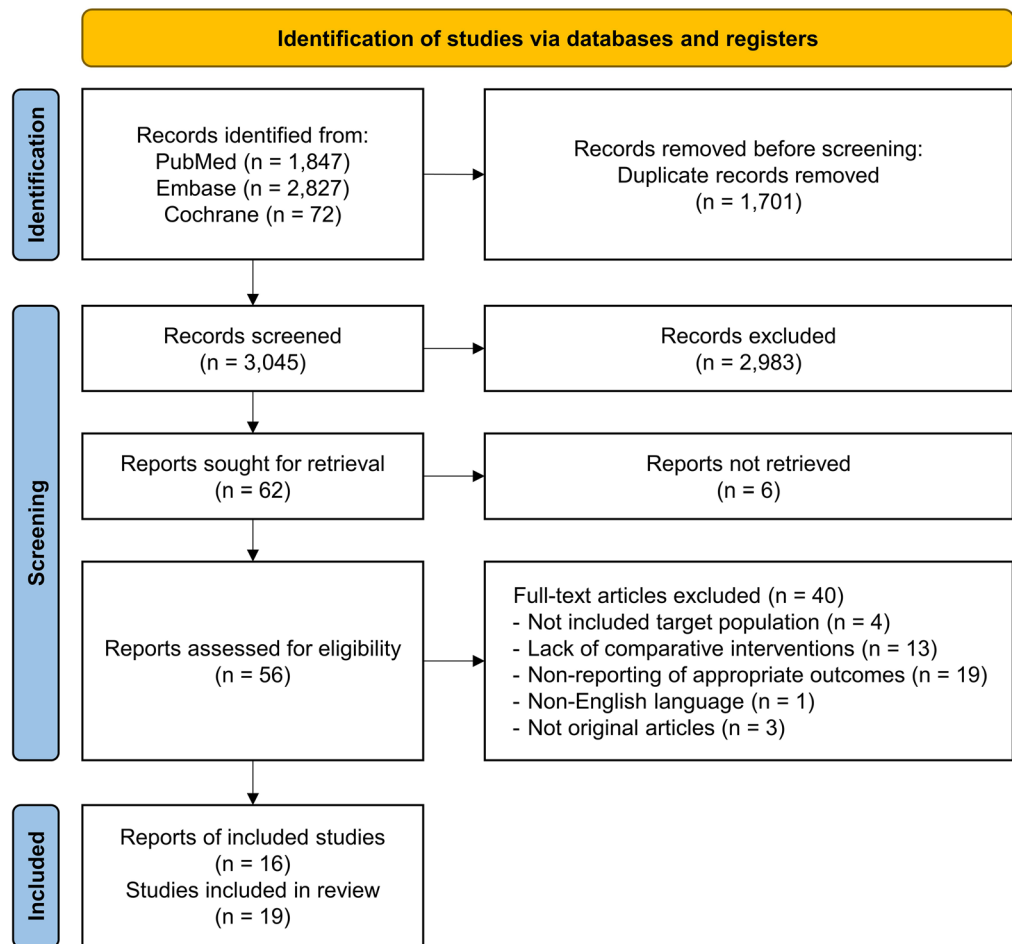 Identification of studies via databases and registers
Identification
Records identified from:
PubMed (n = 1,847)
Embase (n = 2,827)
Cochrane (n = 72)
Records removed before screening:
Duplicate records removed
(n = 1,701)
Screening
Records screened
(n = 3,045)
Records excluded
(n = 2,983)
Reports sought for retrieval
(n = 62)
Reports not retrieved
(n = 6)
Reports assessed for eligibility
(n = 56)
Full-text articles excluded (n = 40)
- Not included target population (n = 4)
- Lack of comparative interventions (n = 13)
- Non-reporting of appropriate outcomes (n = 19)
- Non-English language (n = 1)
- Not original articles (n = 3)
Included
Reports of included studies
(n = 16)
Studies included in review
(n = 19)